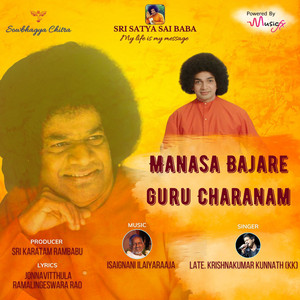 Sowbhagya Chitra
SRI SATYA SAI BABA
My life is my message
Powered By
Music
MANASA BAJARE
GURU CHARANAM
PRODUCER
SRI KARATAM RAMBABU
LYRICS
JONNAVITTHULA
RAMALINGESWARA RAO
MUSIC
ISAIGNANI ILAIYARAAJA
SINGER
LATE. KRISHNAKUMAR KUNNATH (KK)